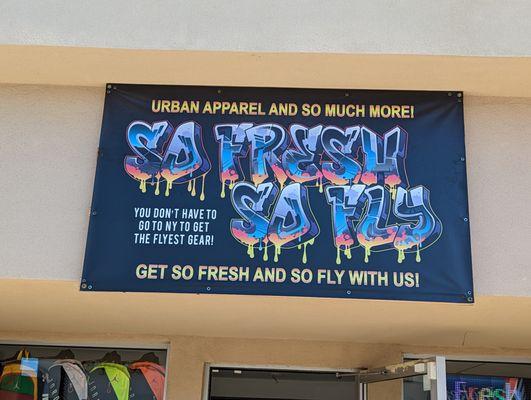 URBAN APPAREL AND SO MUCH MORE!
SO FRESH
SO FLY
YOU DON'T HAVE TO
GO TO NY TO GET
THE FLYEST GEAR!
GET SO FRESH AND SO FLY WITH US!
Fresh